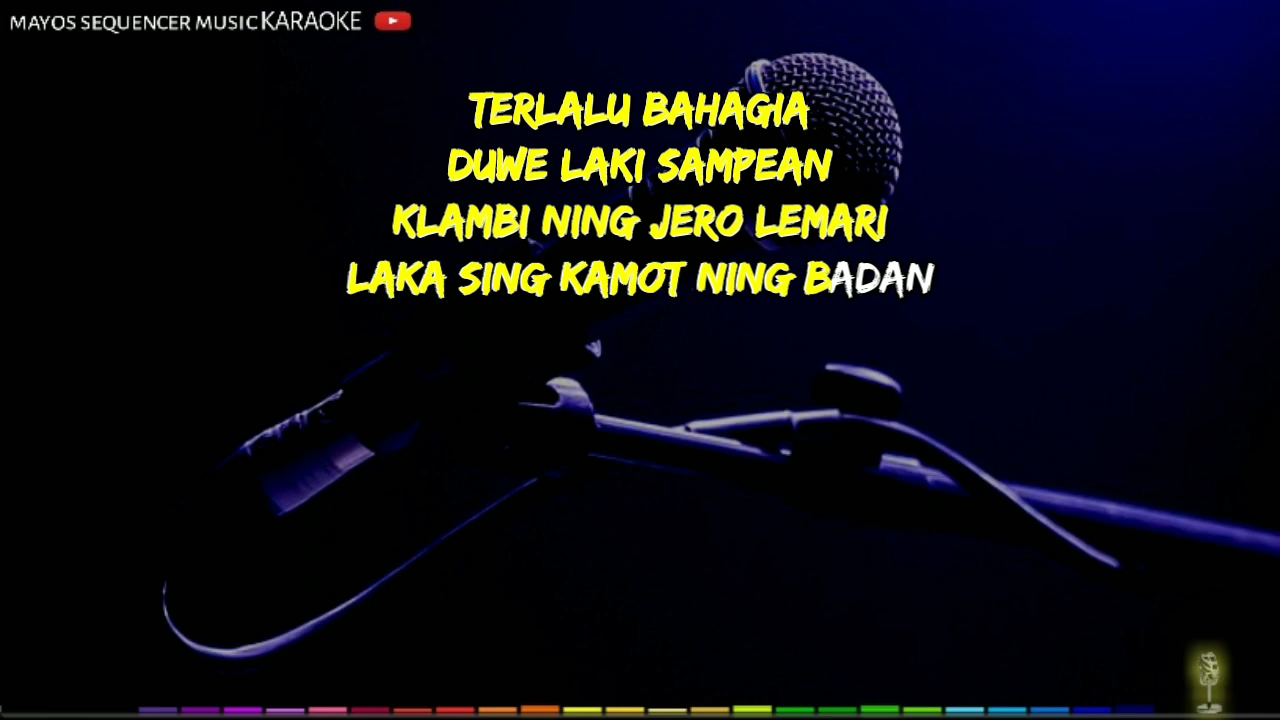 MAYOS SEQUENCER MUSIC KARAOKE
TERLALU BAHAGIA
DUWE LAKI SAMPEAN
KLAMBI NING JERO LEMARI
LAKA SING KAMOT NING BADAN